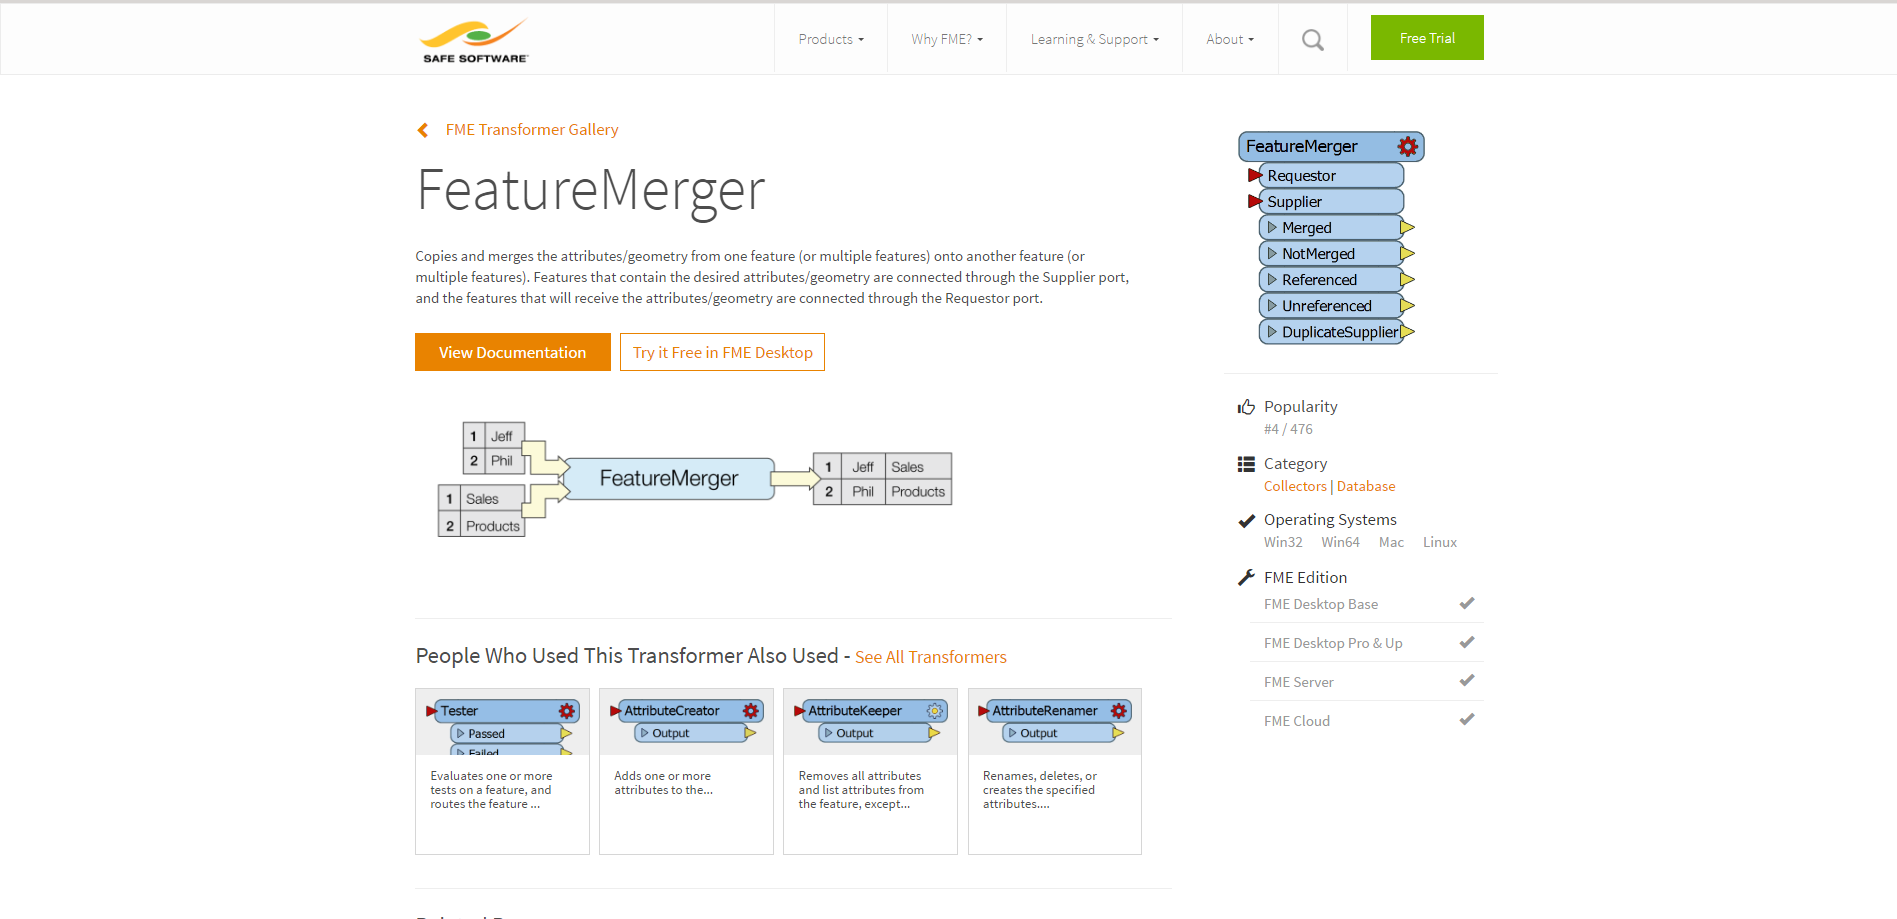 SAFE SOFTWARE
Products
Why FME?
Learning & Support
About
Free Trial
FME Transformer Gallery
FeatureMerger
Copies and merges the attributes/geometry from one feature (or multiple features) onto another feature (or
multiple features). Features that contain the desired attributes/geometry are connected through the Supplier port,
and the features that will receive the attributes/geometry are connected through the Requestor port.
View Documentation
Try it Free in FME Desktop
1 Jeff
2 Phil
1 Sales
2 Products
FeatureMerger
1 Jeff Sales
2 Phil Products
People Who Used This Transformer Also Used - See All Transformers
Tester
Passed
Failed
Evaluates one or more
tests on a feature, and
routes the feature ...
AttributeCreator
Output
Adds one or more
attributes to the...
AttributeKeeper
Output
Removes all attributes
and list attributes from
the feature, except...
AttributeRenamer
Output
Renames, deletes, or
creates the specified
attributes....
FeatureMerger
Requestor
Supplier
Merged
NotMerged
Referenced
Unreferenced
DuplicateSupplier
Popularity
#4 / 476
Category
Collectors | Database
Operating Systems
Win32 Win64 Mac Linux
FME Edition
FME Desktop Base
FME Desktop Pro & Up
FME Server
FME Cloud